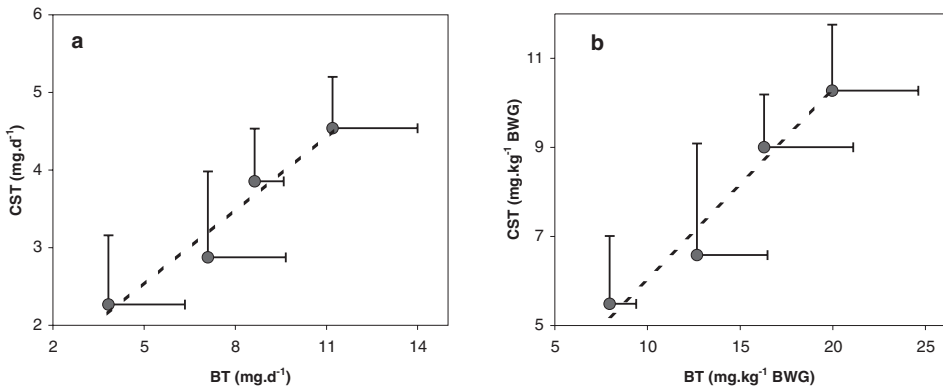 a
6
5
4
3
2
CST (mg.d⁻¹)
2 5 8 11 14
BT (mg.d⁻¹)
b
11
9
7
5
CST (mg.kg⁻¹ BWG)
5 10 15 20 25
BT (mg.kg⁻¹ BWG)